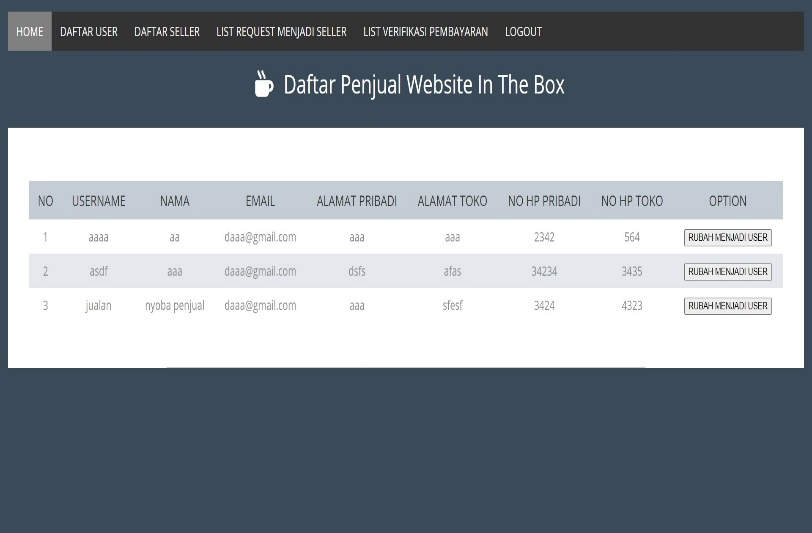 HOME DAFTAR USER DAFTAR SELLER LIST REQUEST MENJADI SELLER LIST VERIFIKASI PEMBAYARAN LOGOUT
Daftar Penjual Website In The Box
NO USERNAME NAMA EMAIL ALAMAT PRIBADI ALAMAT TOKO NO HP PRIBADI NO HP TOKO OPTION
1 aaaa aa daaa@gmail.com aaa aaa 2342 564 RUBAH MENJADI USER
2 asdf aaa daaa@gmail.com dsfs afas 34234 3435 RUBAH MENJADI USER
3 jualan nyoba penjual daaa@gmail.com aaa sfesf 3424 4323 RUBAH MENJADI USER